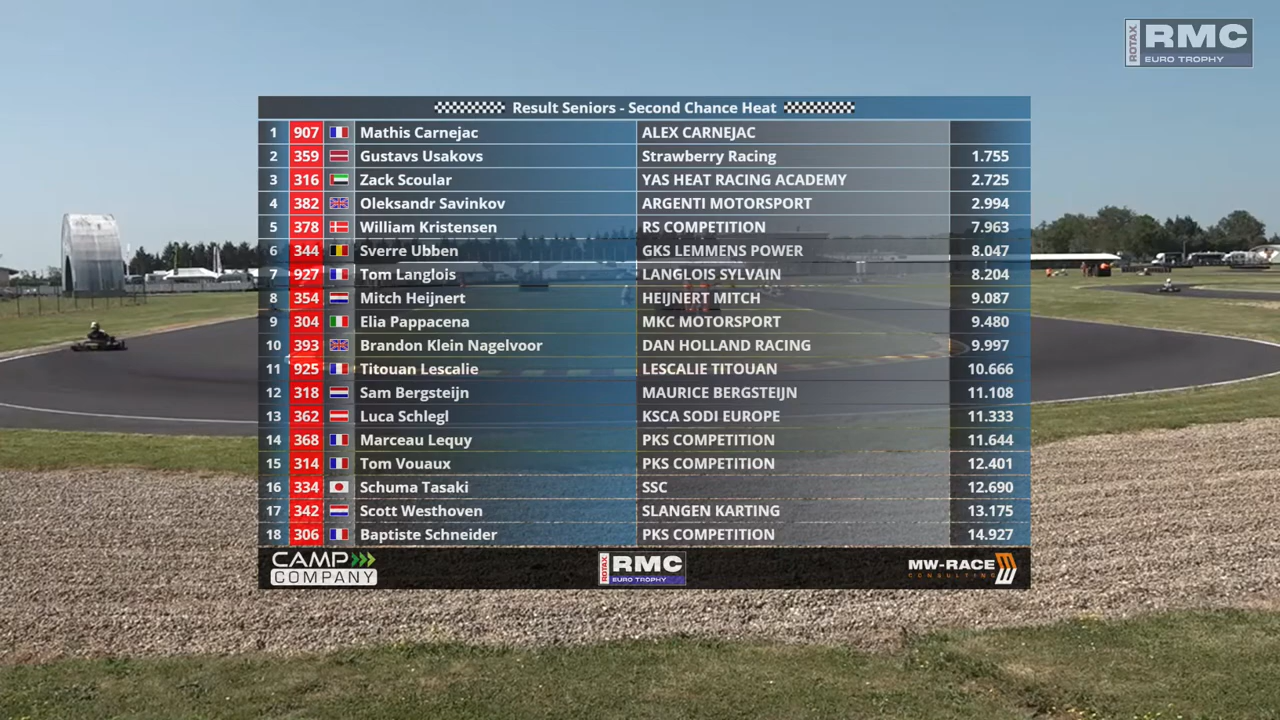 ROTAX RMC
EURO TROPHY
Result Seniors - Second Chance Heat
1 907 Mathis Carnejac ALEX CARNEJAC
2 359 Gustavs Usakovs Strawberry Racing 1.755
3 316 Zack Scoular YAS HEAT RACING ACADEMY 2.725
4 382 Oleksandr Savinkov ARGENTI MOTORSPORT 2.994
5 378 William Kristensen RS COMPETITION 7.963
6 344 Sverre Ubben GKS LEMMENS POWER 8.047
7 927 Tom Langlois LANGLOIS SYLVAIN 8.204
8 354 Mitch Heijnert HEIJNERT MITCH 9.087
9 304 Elia Pappacena MKC MOTORSPORT 9.480
10 393 Brandon Klein Nagelvoor DAN HOLLAND RACING 9.997
11 925 Titouan Lescalie LESCALIE TITOUAN 10.666
12 318 Sam Bergsteijn MAURICE BERGSTEIJN 11.108
13 362 Luca Schlegl KSCA SODI EUROPE 11.333
14 368 Marceau Lequy PKS COMPETITION 11.644
15 314 Tom Vouaux PKS COMPETITION 12.401
16 334 Schuma Tasaki SSC 12.690
17 342 Scott Westhoven SLANGEN KARTING 13.175
18 306 Baptiste Schneider PKS COMPETITION 14.927
CAMP
COMPANY
ROTAX RMC
EURO TROPHY
MW-RACE
CONSULTING